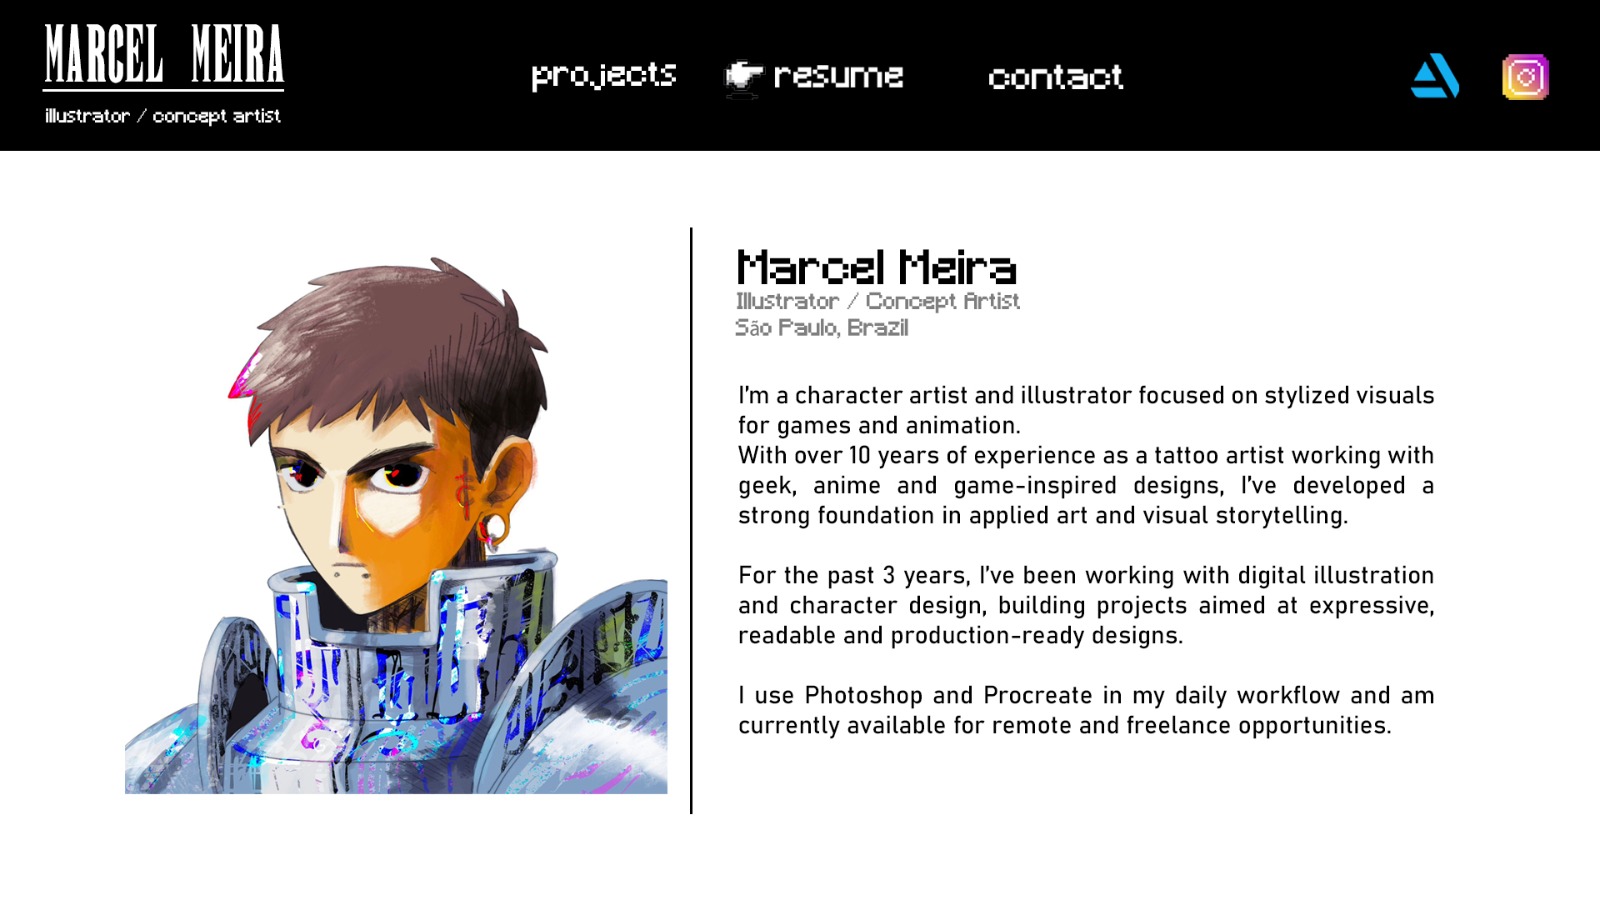 MARCEL MEIRA
illustrator / concept artist
projects
resume
contact
Marcel Meira
Illustrator / Concept Artist
São Paulo, Brazil
I'm a character artist and illustrator focused on stylized visuals
for games and animation.
With over 10 years of experience as a tattoo artist working with
geek, anime and game-inspired designs, I've developed a
strong foundation in applied art and visual storytelling.
For the past 3 years, I've been working with digital illustration
and character design, building projects aimed at expressive,
readable and production-ready designs.
I use Photoshop and Procreate in my daily workflow and am
currently available for remote and freelance opportunities.